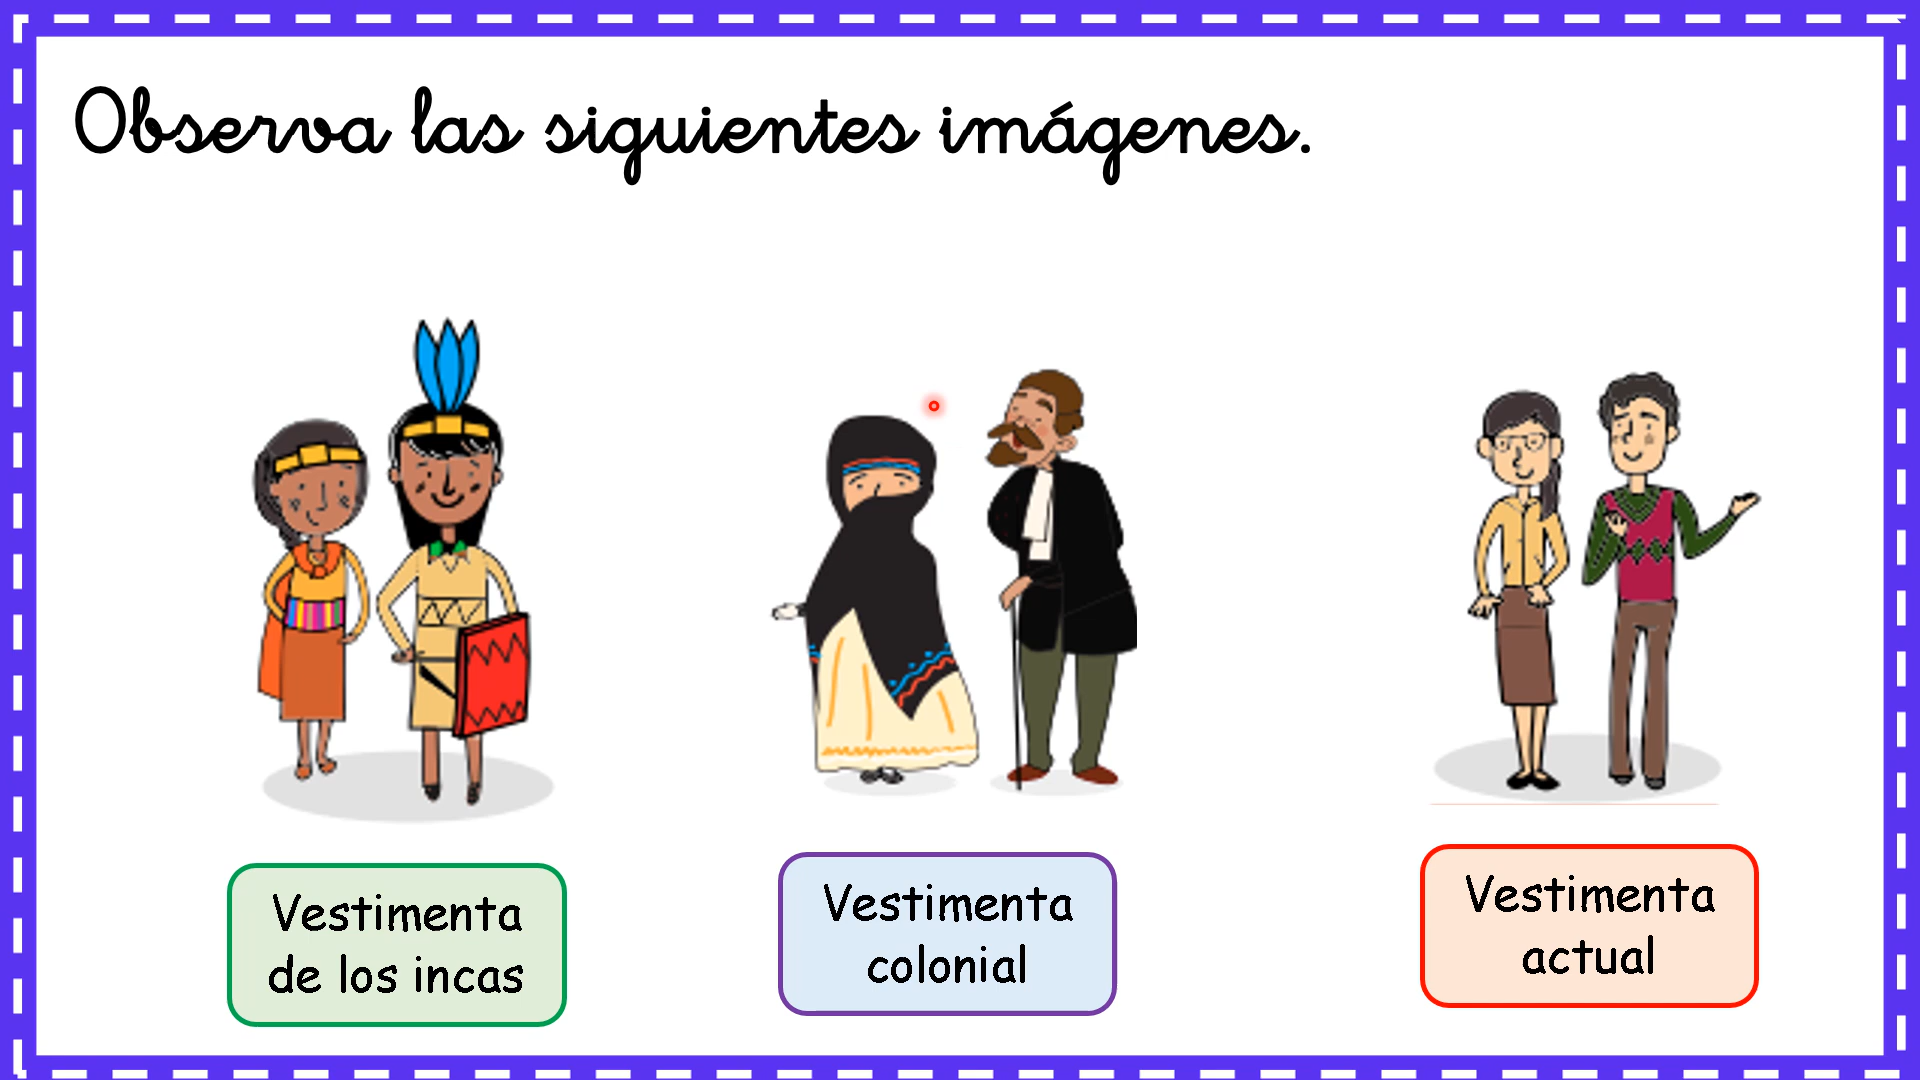 Observa las siguientes imágenes.
Vestimenta
de los incas
Vestimenta
colonial
Vestimenta
actual